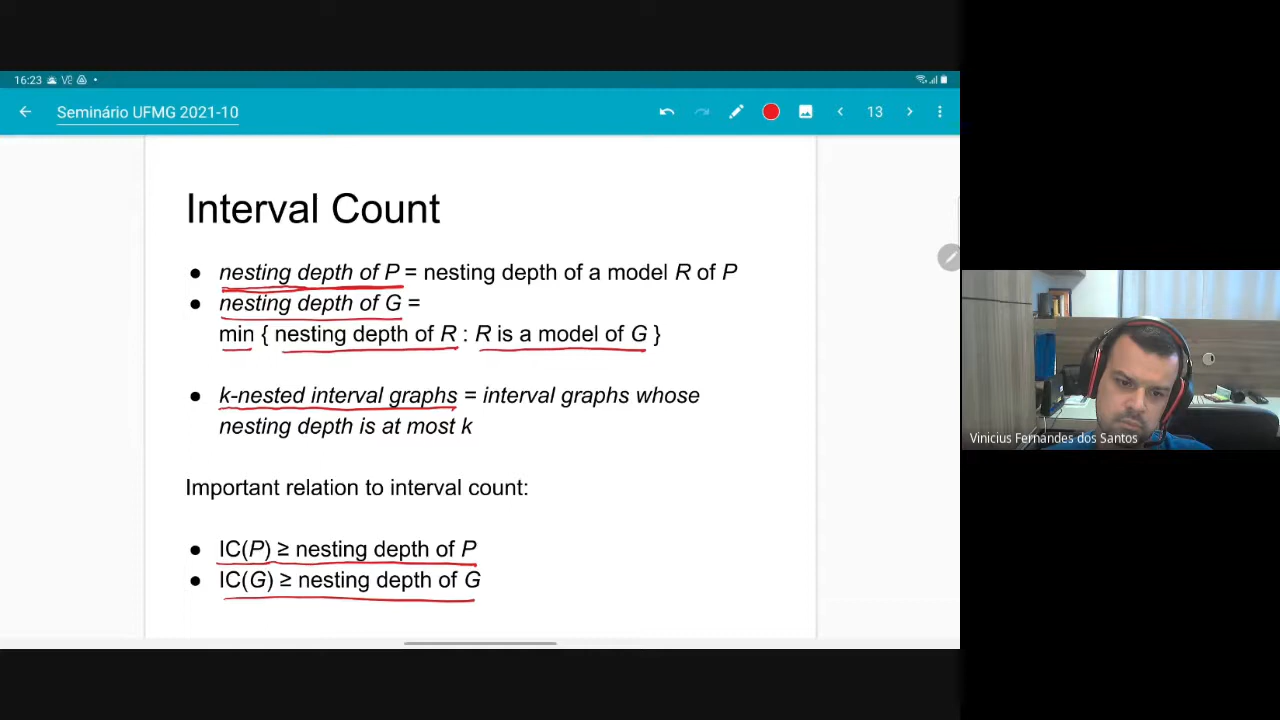 16:23
Seminário UFMG 2021-10
13
Interval Count
● nesting depth of P = nesting depth of a model R of P
● nesting depth of G =
min { nesting depth of R : R is a model of G }
● k-nested interval graphs = interval graphs whose
nesting depth is at most k
Important relation to interval count:
● IC(P) ≥ nesting depth of P
● IC(G) ≥ nesting depth of G
Vinicius Fernandes dos Santos